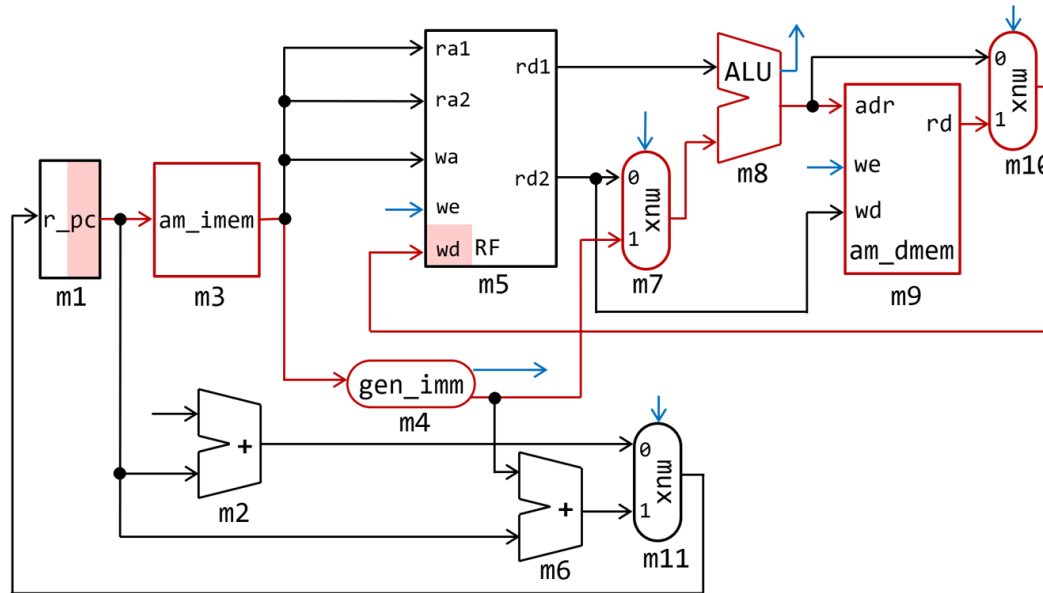 ra1
ra2
wa
we
wd
RF
rd1
rd2
m5
ALU
m8
0
1
mux
m10
adr
rd
we
wd
am_dmem
m9
0
1
mux
m7
r_pc
m1
am_imem
m3
gen_imm
m4
+
m2
+
m6
0
1
mux
m11